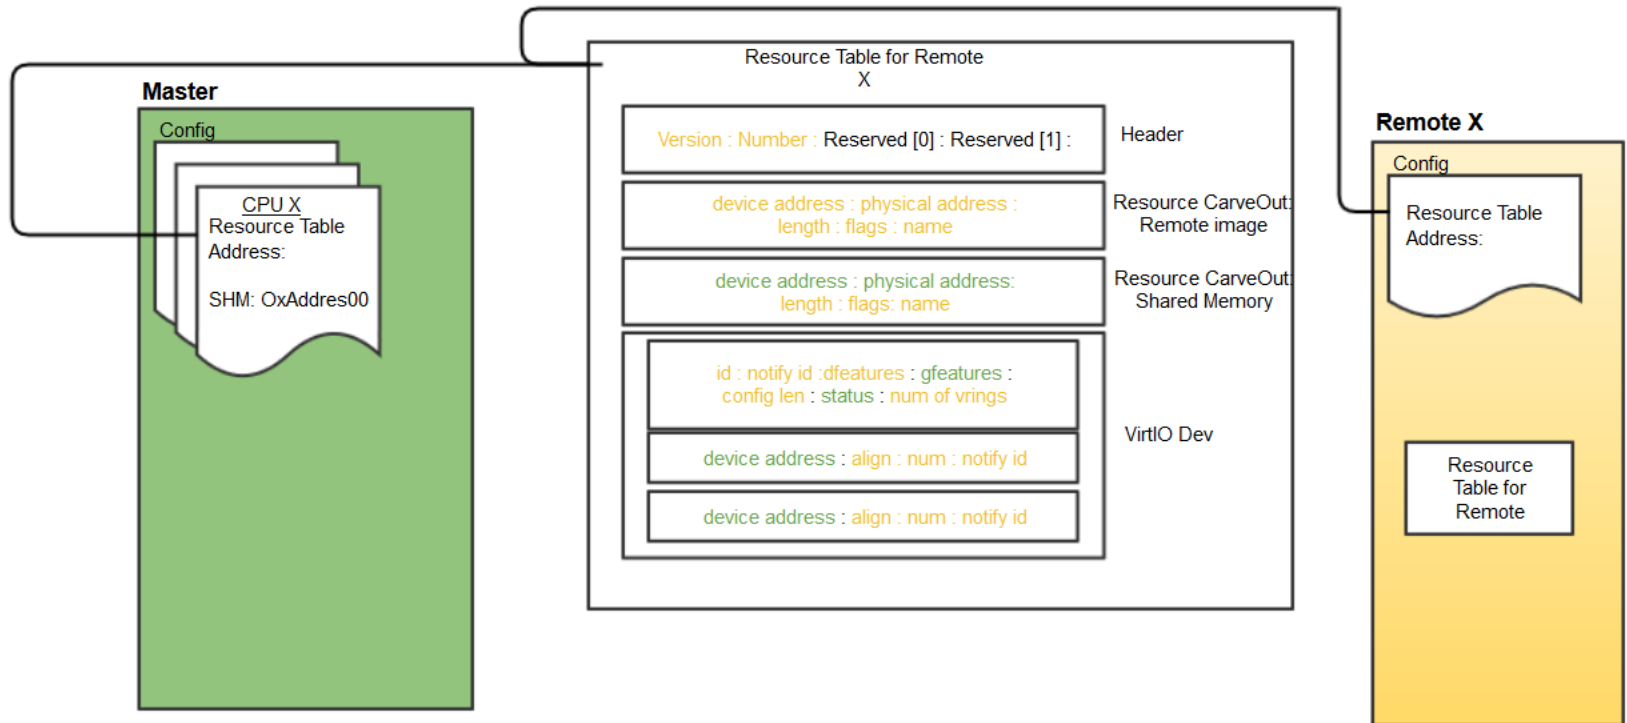 Master
Config
CPU X
Resource Table
Address:
SHM: OxAddres00
Resource Table for Remote
X
Version : Number : Reserved [0] : Reserved [1] :
Header
device address : physical address :
length : flags : name
Resource CarveOut:
Remote image
device address : physical address:
length : flags: name
Resource CarveOut:
Shared Memory
id : notify id :dfeatures : gfeatures :
config len : status : num of vrings
device address : align : num : notify id
device address : align : num : notify id
VirtIO Dev
Remote X
Config
Resource Table
Address:
Resource
Table for
Remote